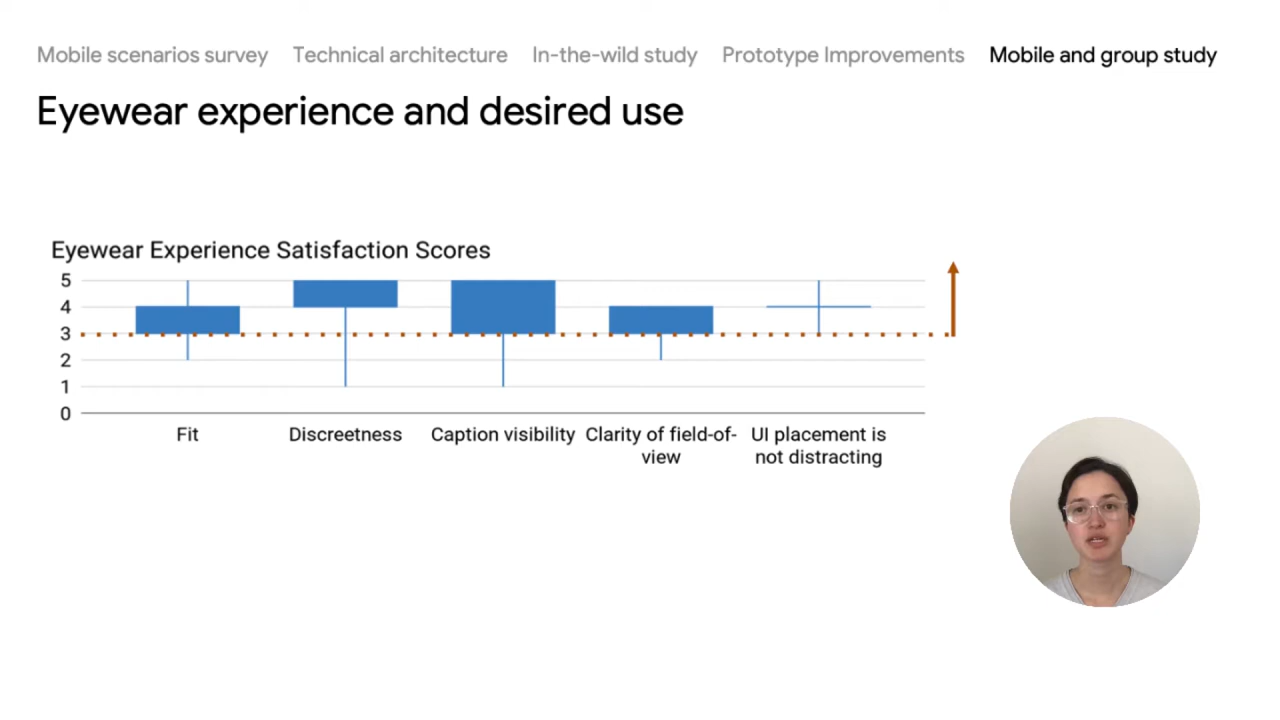 Mobile scenarios survey Technical architecture In-the-wild study Prototype Improvements Mobile and group study
Eyewear experience and desired use
Eyewear Experience Satisfaction Scores
5
4
3
2
1
0
Fit Discreetness Caption visibility Clarity of field-of- UI placement is
view not distracting